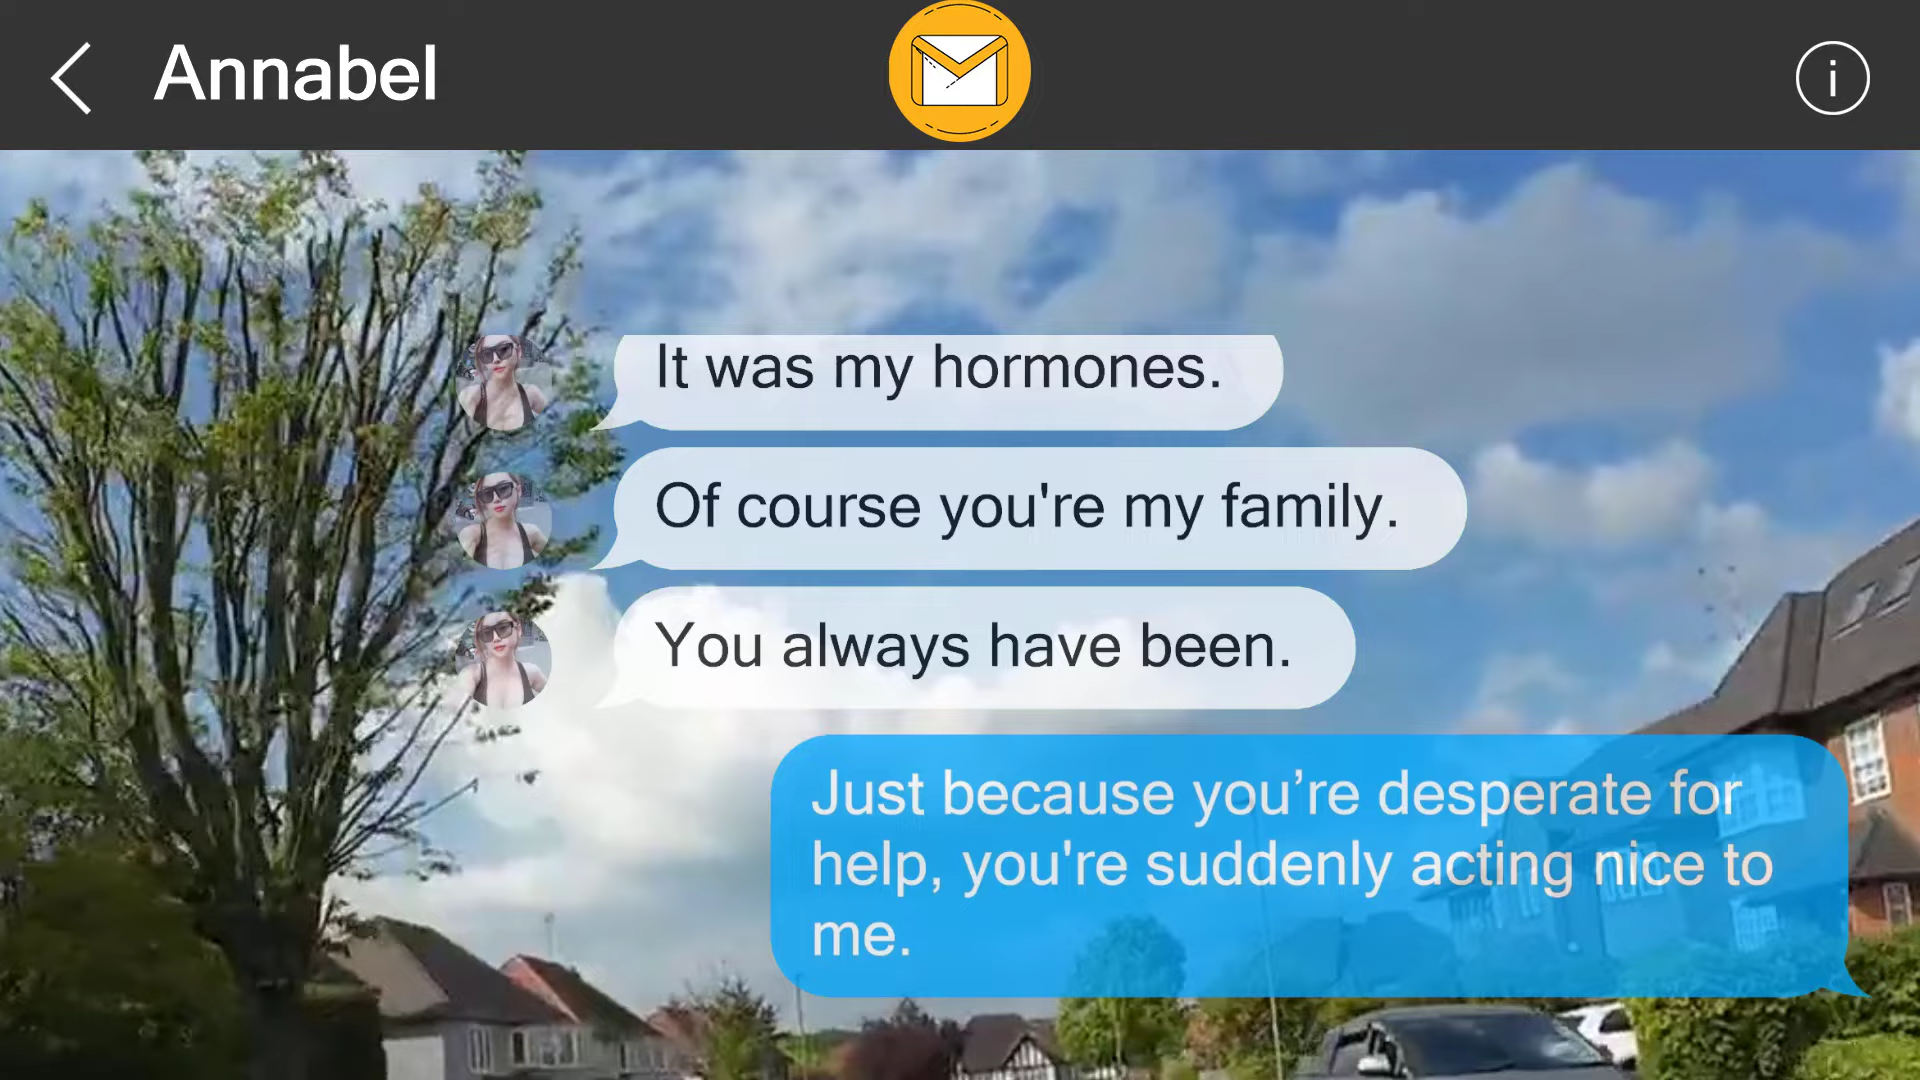 Annabel
i
It was my hormones.
Of course you're my family.
You always have been.
Just because you’re desperate for
help, you're suddenly acting nice to
me.